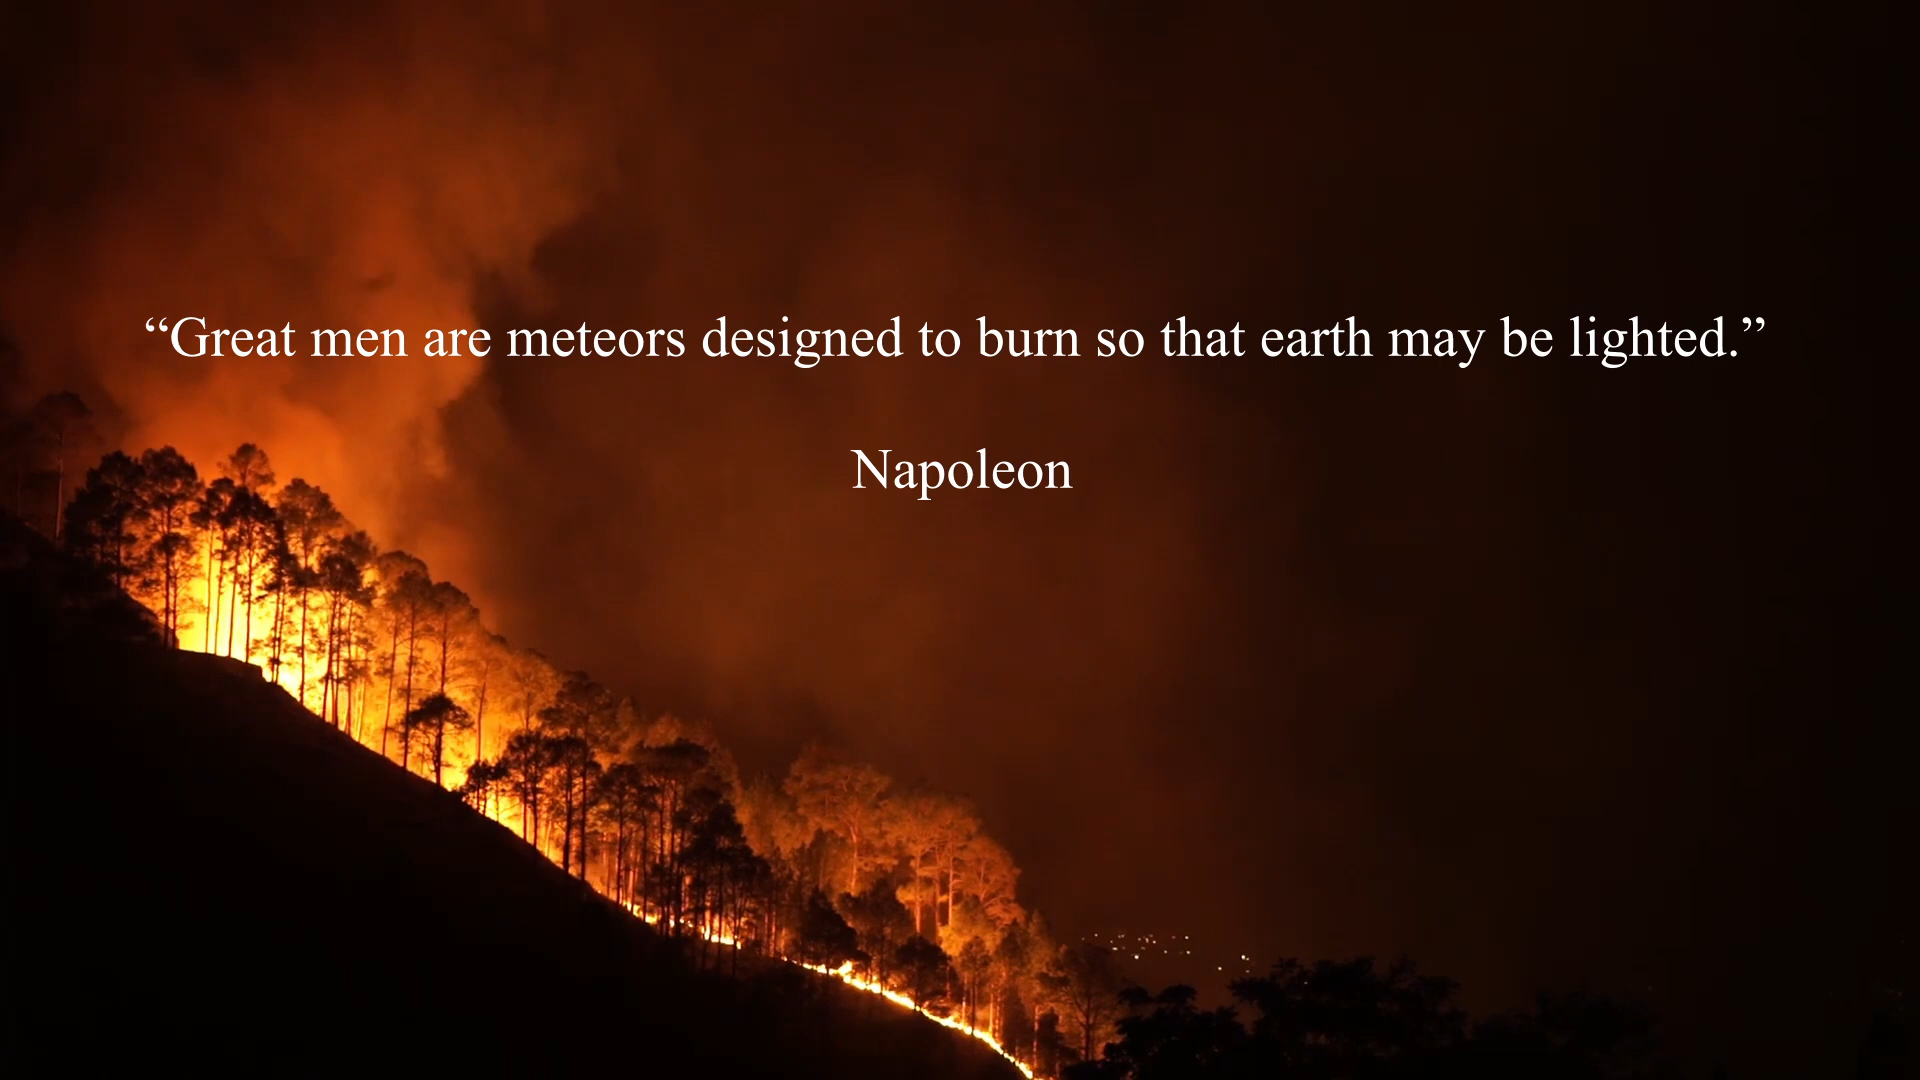 “Great men are meteors designed to burn so that earth may be lighted.”
Napoleon